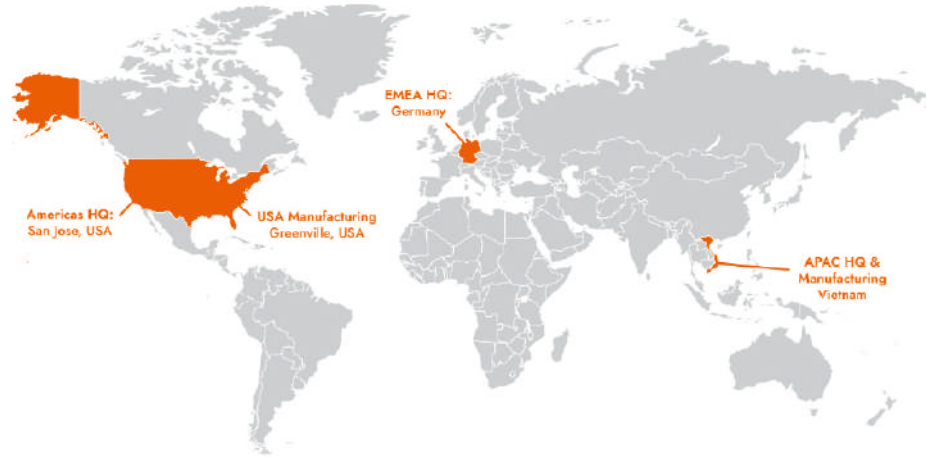 EMEA HQ:
Germany
Americas HQ:
San Jose, USA
USA Manufacturing
Greenville, USA
APAC HQ &
Manufacturing
Vietnam